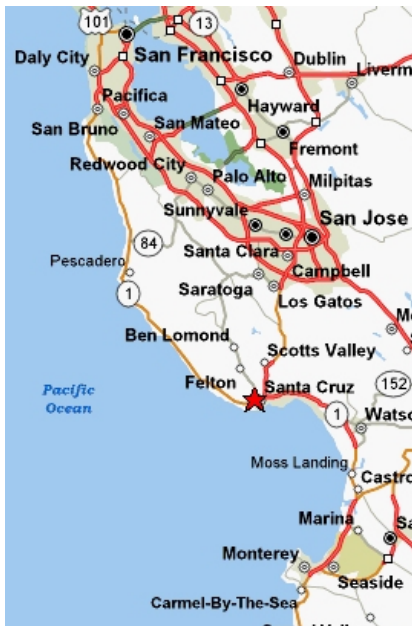 101
13
San Francisco
Daly City
Dublin
Liverm
Pacifica
Hayward
San Bruno
San Mateo
Fremont
Redwood City
Palo Alto
Milpitas
Sunnyvale
San Jose
84
Santa Clara
Pescadero
Campbell
Saratoga
1
Los Gatos
Ben Lomond
Scotts Valley
Felton
Santa Cruz
152
Pacific
Ocean
1
Watso
Moss Landing
Castro
Marina
Sa
Monterey
Seaside
Carmel-By-The-Sea